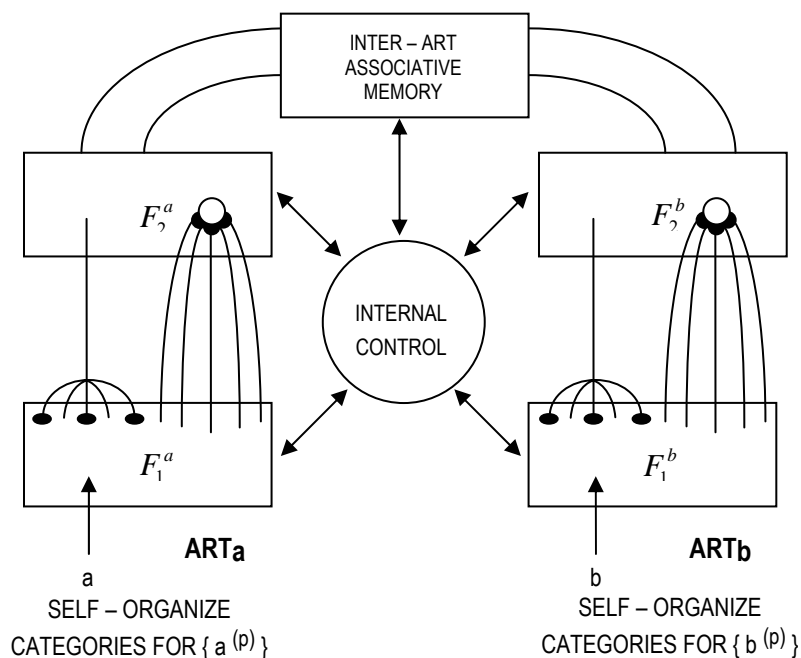 INTER – ART
ASSOCIATIVE
MEMORY
F₂ᵃ
F₂ᵇ
INTERNAL
CONTROL
F₁ᵃ
F₁ᵇ
ARTa
ARTb
a
SELF – ORGANIZE
CATEGORIES FOR { a (p) }
b
SELF – ORGANIZE
CATEGORIES FOR { b (p) }